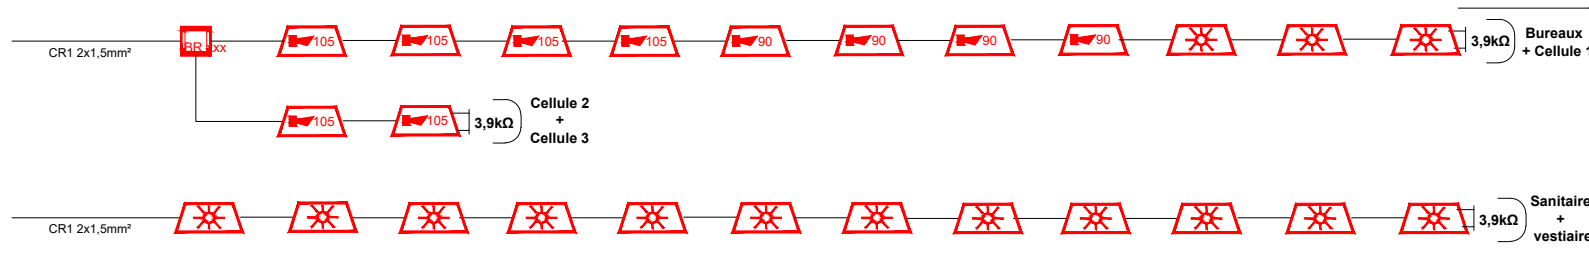 BR xxx
105
105
105
105
90
90
90
90
3,9kΩ
Bureaux
+ Cellule 1
CR1 2x1,5mm²
105
105
3,9kΩ
Cellule 2
+
Cellule 3
CR1 2x1,5mm²
3,9kΩ
Sanitaire
+
vestiaire